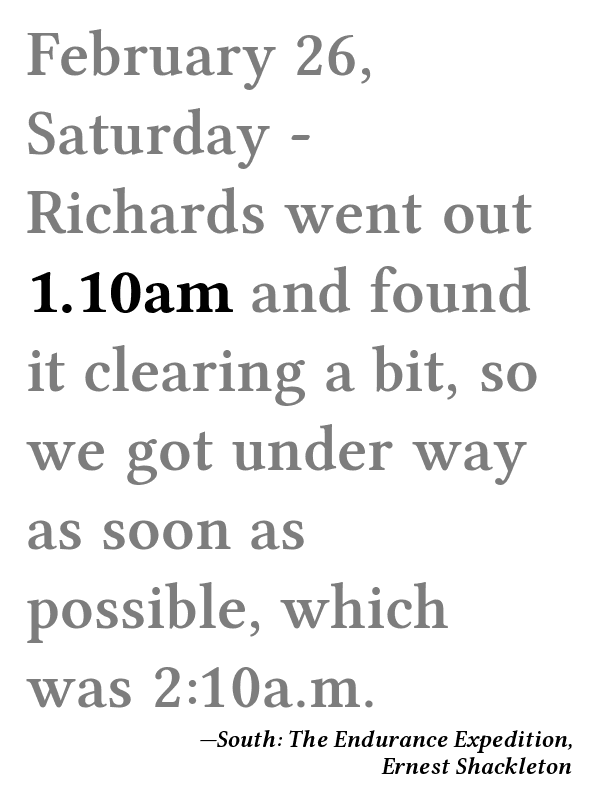 February 26,
Saturday -
Richards went out
1.10am and found
it clearing a bit, so
we got under way
as soon as
possible, which
was 2:10a.m.
—South: The Endurance Expedition,
Ernest Shackleton